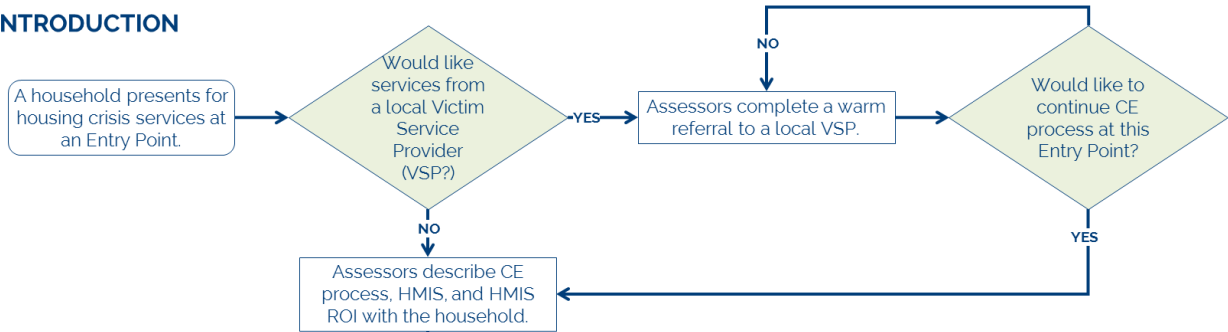 NTRODUCTION
A household presents for
housing crisis services at
an Entry Point.
Would like
services from
a local Victim
Service
Provider
(VSP?)
YES
Assessors complete a warm
referral to a local VSP.
NO
Would like to
continue CE
process at this
Entry Point?
NO
YES
Assessors describe CE
process, HMIS, and HMIS
ROI with the household.